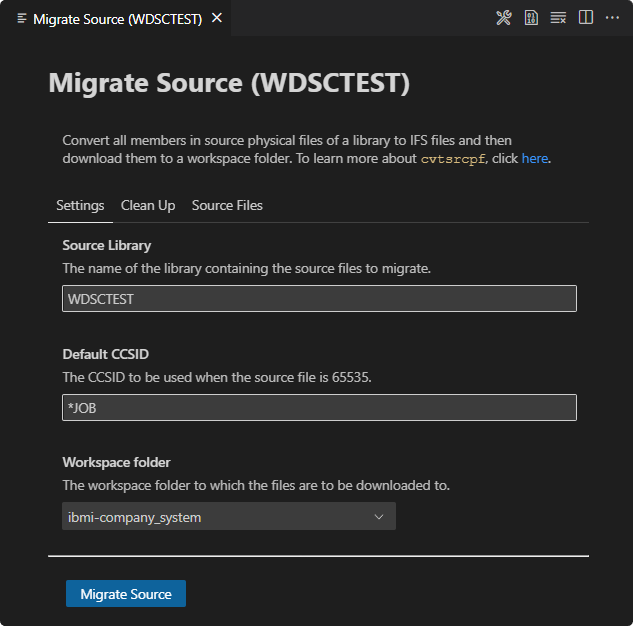 Migrate Source (WDSCTEST)
Migrate Source (WDSCTEST)
Convert all members in source physical files of a library to IFS files and then
download them to a workspace folder. To learn more about cvtsrcpf, click here.
Settings Clean Up Source Files
Source Library
The name of the library containing the source files to migrate.
WDSCTEST
Default CCSID
The CCSID to be used when the source file is 65535.
*JOB
Workspace folder
The workspace folder to which the files are to be downloaded to.
ibmi-company_system
Migrate Source